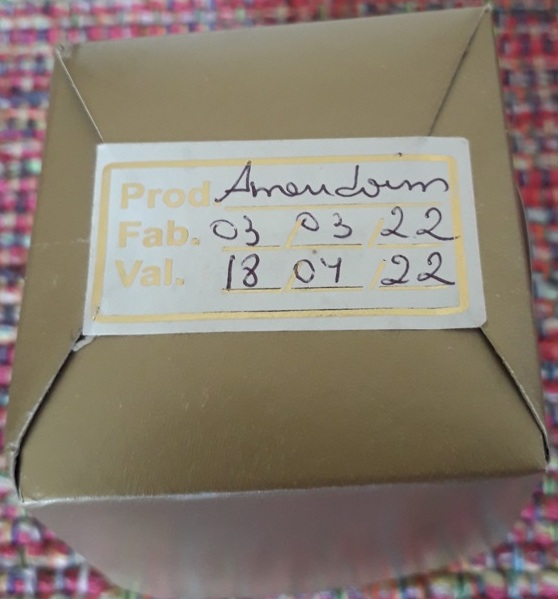 Prod. Amendoim
Fab. 03/03/22
Val. 18/04/22